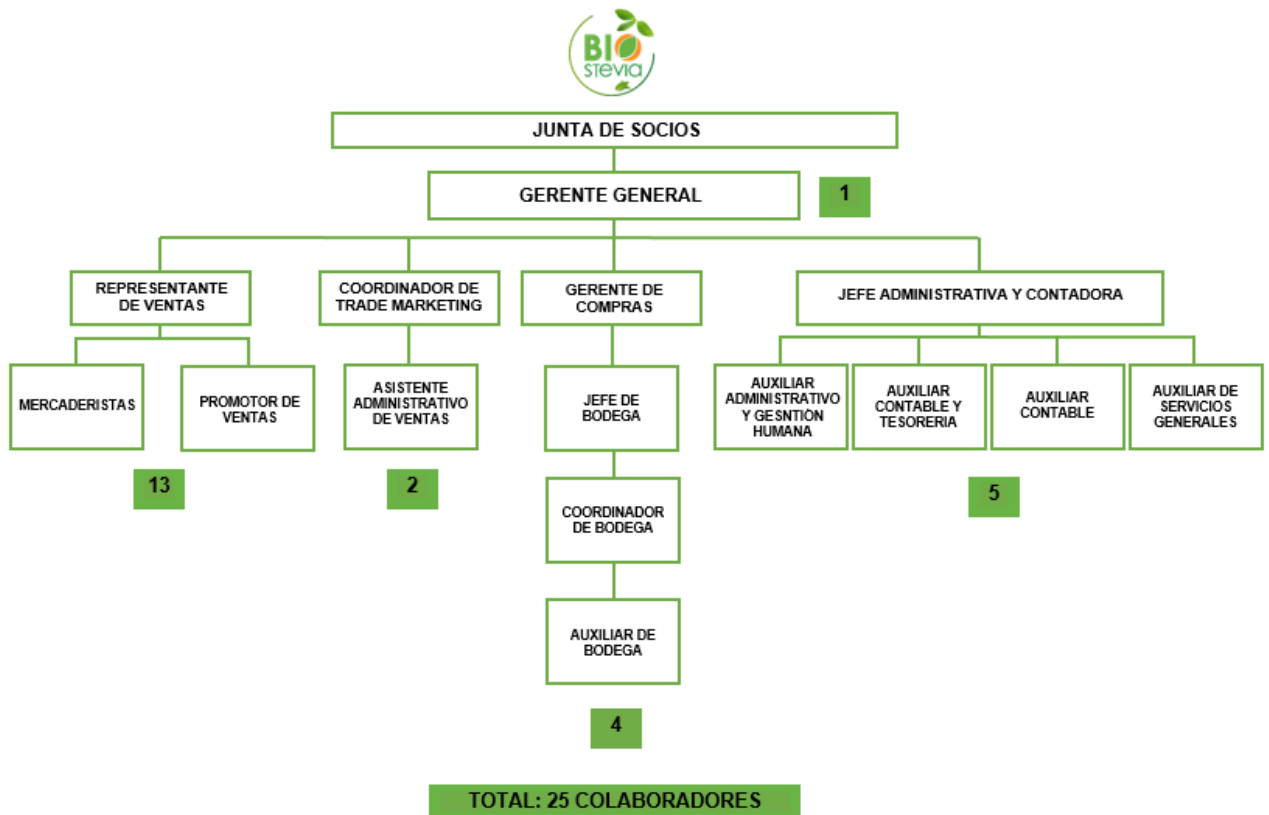 BIO
STEVIA
JUNTA DE SOCIOS
GERENTE GENERAL
1
REPRESENTANTE
DE VENTAS
COORDINADOR DE
TRADE MARKETING
GERENTE DE
COMPRAS
JEFE ADMINISTRATIVA Y CONTADORA
MERCADERISTAS
PROMOTOR DE
VENTAS
ASISTENTE
ADMINISTRATIVO
DE VENTAS
JEFE DE
BODEGA
AUXILIAR
ADMINISTRATIVO
Y GESNTIÓN
HUMANA
AUXILIAR
CONTABLE Y
TESORERIA
AUXILIAR
CONTABLE
AUXILIAR DE
SERVICIOS
GENERALES
13
2
5
COORDINADOR
DE BODEGA
AUXILIAR DE
BODEGA
4
TOTAL: 25 COLABORADORES